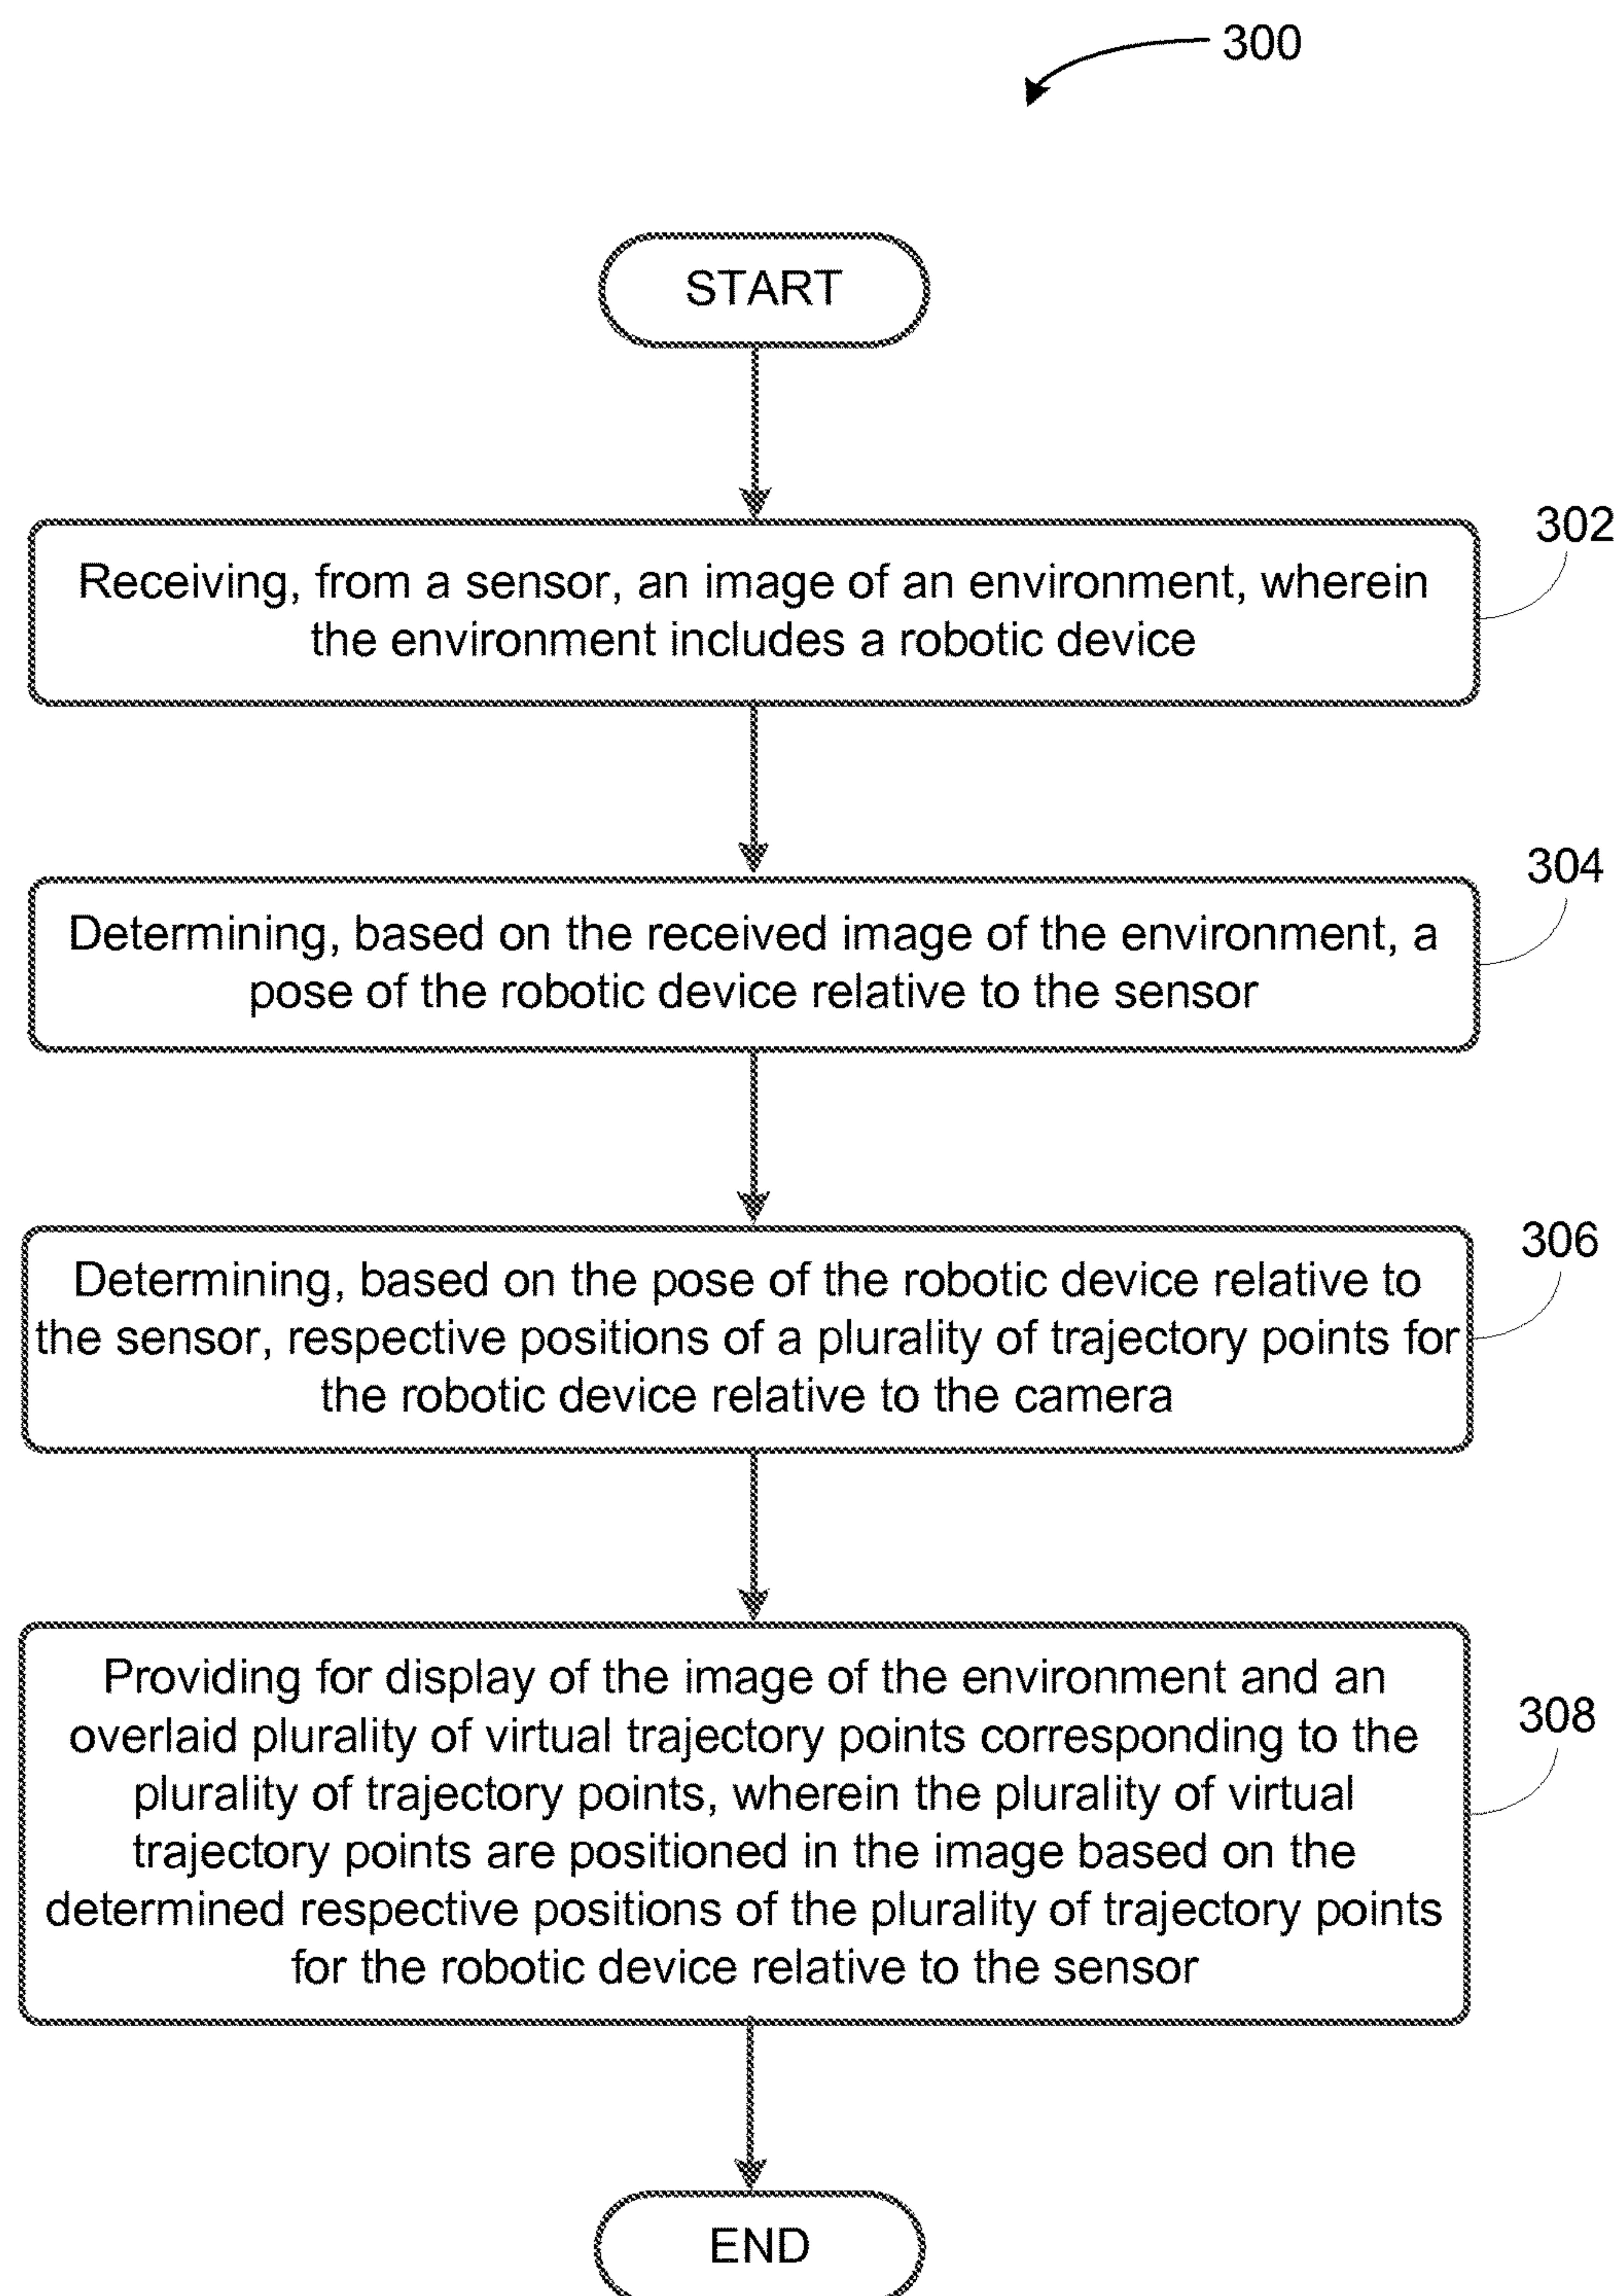 300
START
302
Receiving, from a sensor, an image of an environment, wherein
the environment includes a robotic device
304
Determining, based on the received image of the environment, a
pose of the robotic device relative to the sensor
306
Determining, based on the pose of the robotic device relative to
the sensor, respective positions of a plurality of trajectory points for
the robotic device relative to the camera
308
Providing for display of the image of the environment and an
overlaid plurality of virtual trajectory points corresponding to the
plurality of trajectory points, wherein the plurality of virtual
trajectory points are positioned in the image based on the
determined respective positions of the plurality of trajectory points
for the robotic device relative to the sensor
END